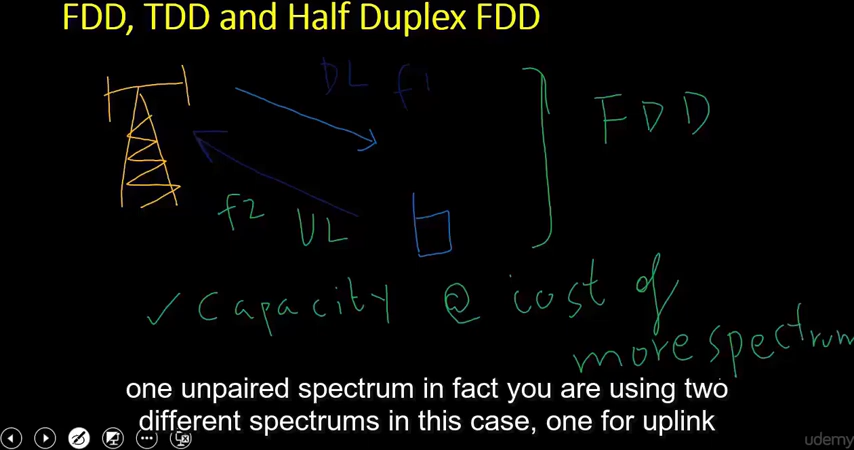 FDD, TDD and Half Duplex FDD
DL f1
FDD
f2 UL
✓ Capacity @ cost of
more spectrum
one unpaired spectrum in fact you are using two
different spectrums in this case, one for uplink
udemy